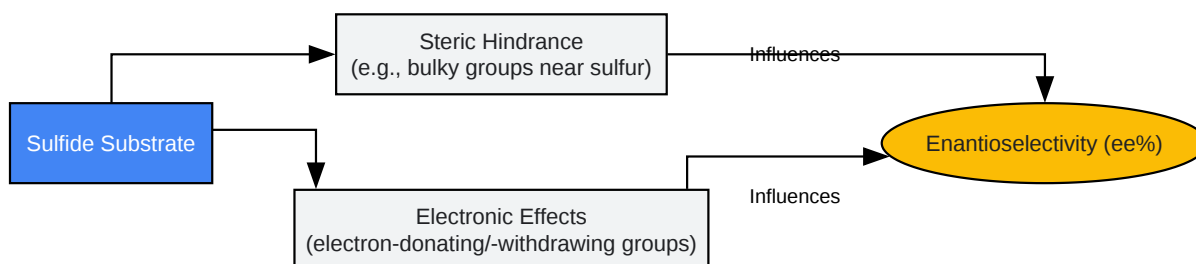 Steric Hindrance
(e.g., bulky groups near sulfur)
Influences
Sulfide Substrate
Enantioselectivity (ee%)
Electronic Effects
(electron-donating/-withdrawing groups)
Influences